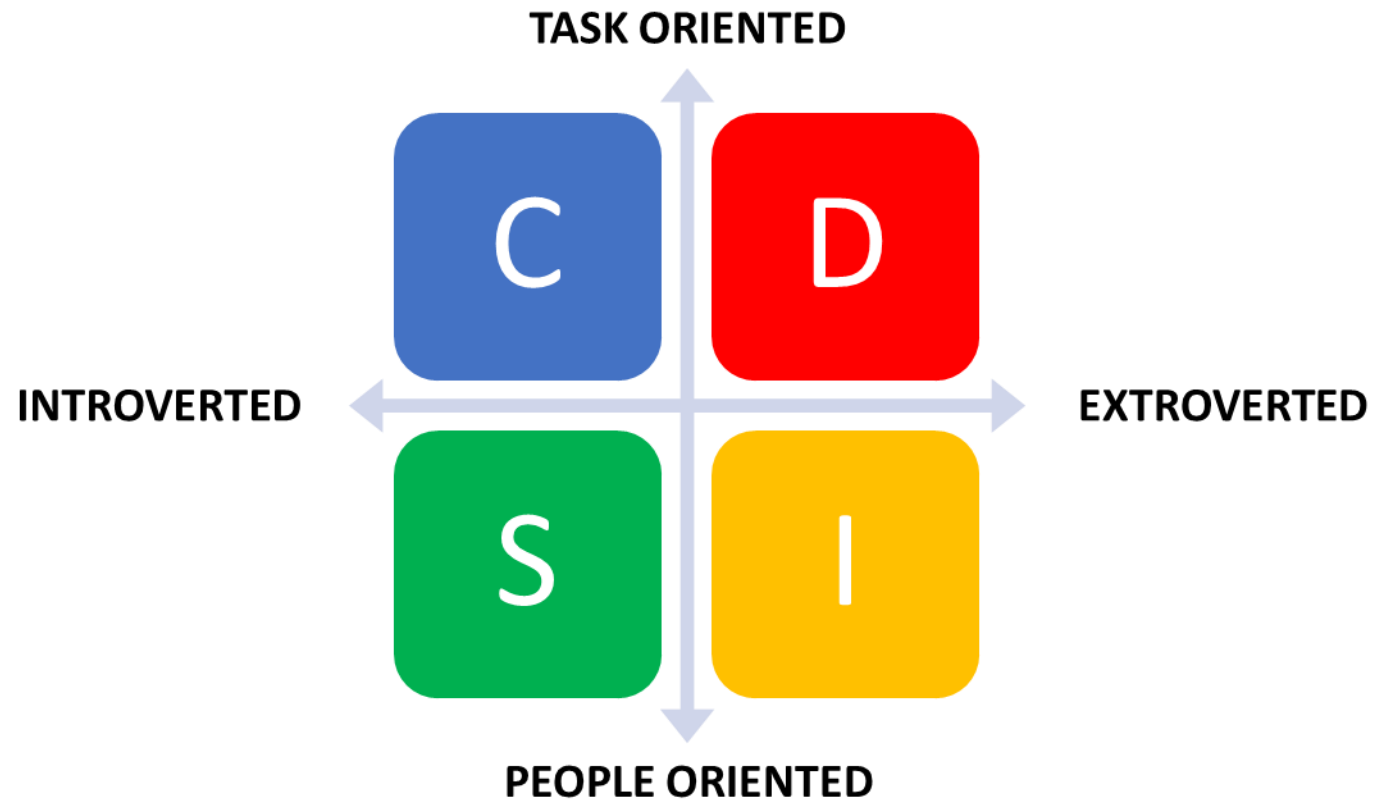 TASK ORIENTED
C D
INTROVERTED EXTROVERTED
S I
PEOPLE ORIENTED